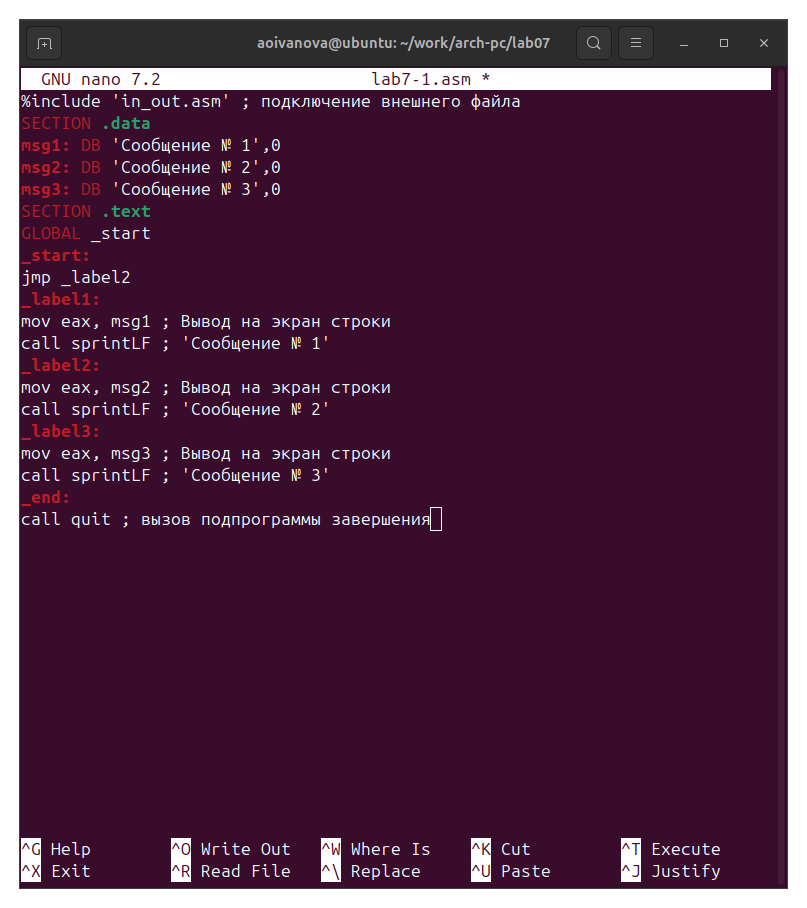 aoivanova@ubuntu: ~/work/arch-pc/lab07
GNU nano 7.2 lab7-1.asm *
%include 'in_out.asm' ; подключение внешнего файла
SECTION .data
msg1: DB 'Сообщение № 1',0
msg2: DB 'Сообщение № 2',0
msg3: DB 'Сообщение № 3',0
SECTION .text
GLOBAL _start
_start:
jmp _label2
_label1:
mov eax, msg1 ; Вывод на экран строки
call sprintLF ; 'Сообщение № 1'
_label2:
mov eax, msg2 ; Вывод на экран строки
call sprintLF ; 'Сообщение № 2'
_label3:
mov eax, msg3 ; Вывод на экран строки
call sprintLF ; 'Сообщение № 3'
_end:
call quit ; вызов подпрограммы завершения
^G Help ^O Write Out ^W Where Is ^K Cut ^T Execute
^X Exit ^R Read File ^\ Replace ^U Paste ^J Justify